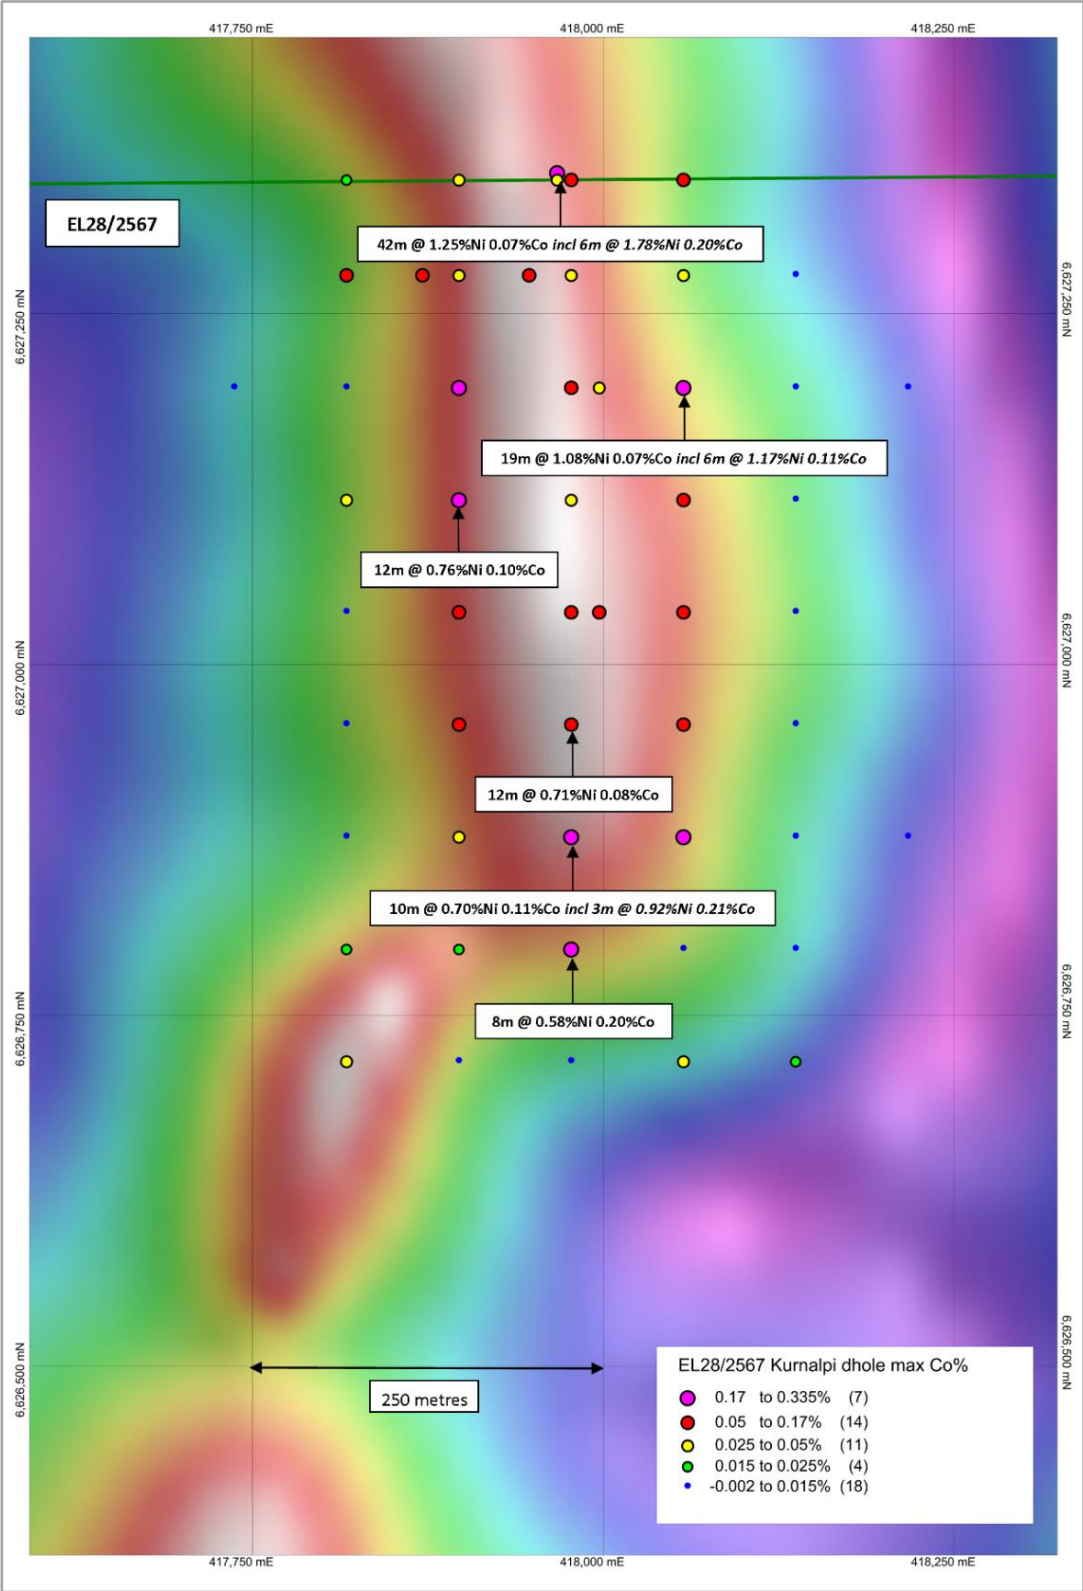 417,750 mE
418,000 mE
418,250 mE
EL28/2567
42m @ 1.25%Ni 0.07%Co incl 6m @ 1.78%Ni 0.20%Co
6,627,250 mN
6,627,250 mN
19m @ 1.08%Ni 0.07%Co incl 6m @ 1.17%Ni 0.11%Co
12m @ 0.76%Ni 0.10%Co
6,627,000 mN
6,627,000 mN
12m @ 0.71%Ni 0.08%Co
10m @ 0.70%Ni 0.11%Co incl 3m @ 0.92%Ni 0.21%Co
6,626,750 mN
6,626,750 mN
8m @ 0.58%Ni 0.20%Co
6,626,500 mN
6,626,500 mN
250 metres
EL28/2567 Kurnalpi dhole max Co%
0.17 to 0.335% (7)
0.05 to 0.17% (14)
0.025 to 0.05% (11)
0.015 to 0.025% (4)
-0.002 to 0.015% (18)
417,750 mE
418,000 mE
418,250 mE